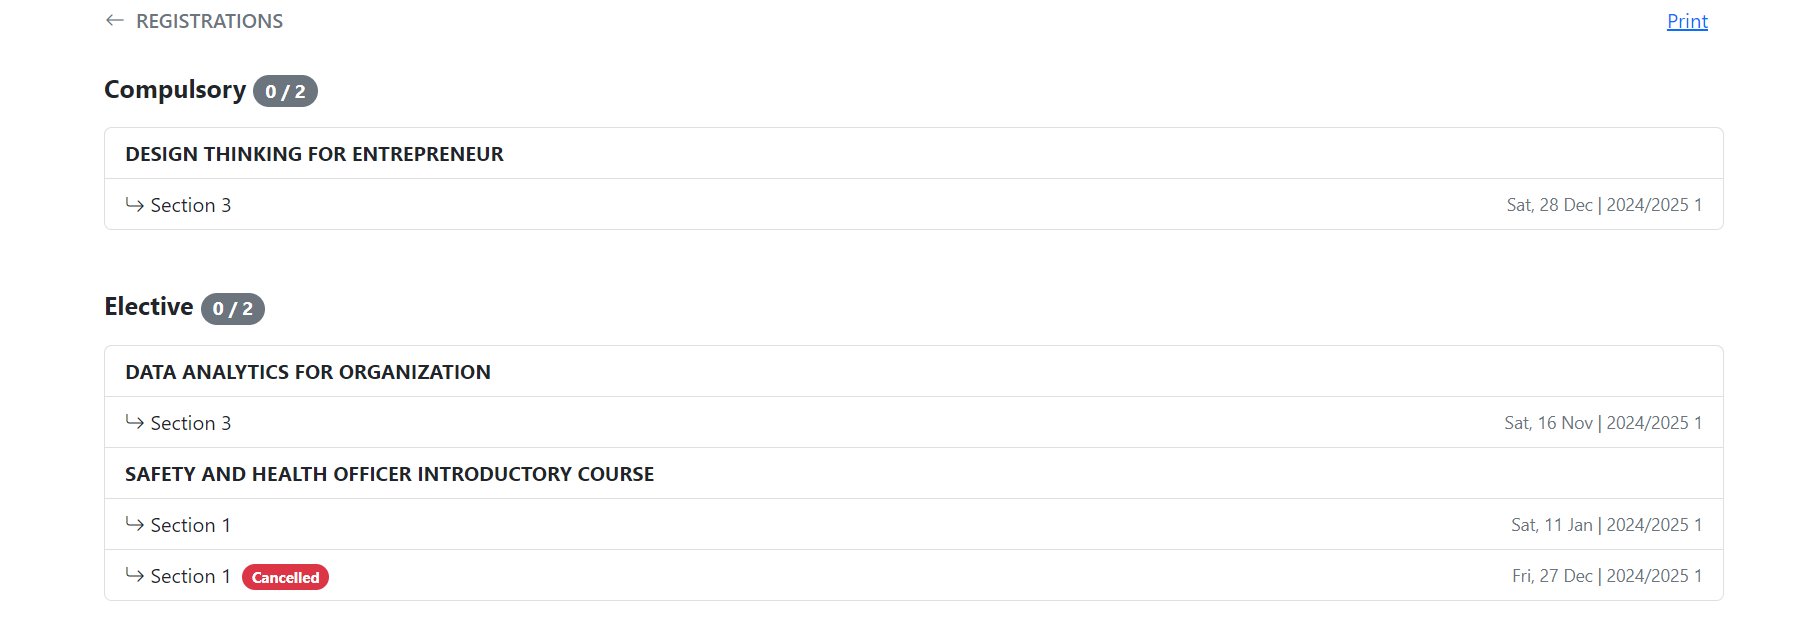 ← REGISTRATIONS Print
Compulsory 0 / 2
DESIGN THINKING FOR ENTREPRENEUR
↳ Section 3 Sat, 28 Dec | 2024/2025 1
Elective 0 / 2
DATA ANALYTICS FOR ORGANIZATION
↳ Section 3 Sat, 16 Nov | 2024/2025 1
SAFETY AND HEALTH OFFICER INTRODUCTORY COURSE
↳ Section 1 Sat, 11 Jan | 2024/2025 1
↳ Section 1 Cancelled Fri, 27 Dec | 2024/2025 1